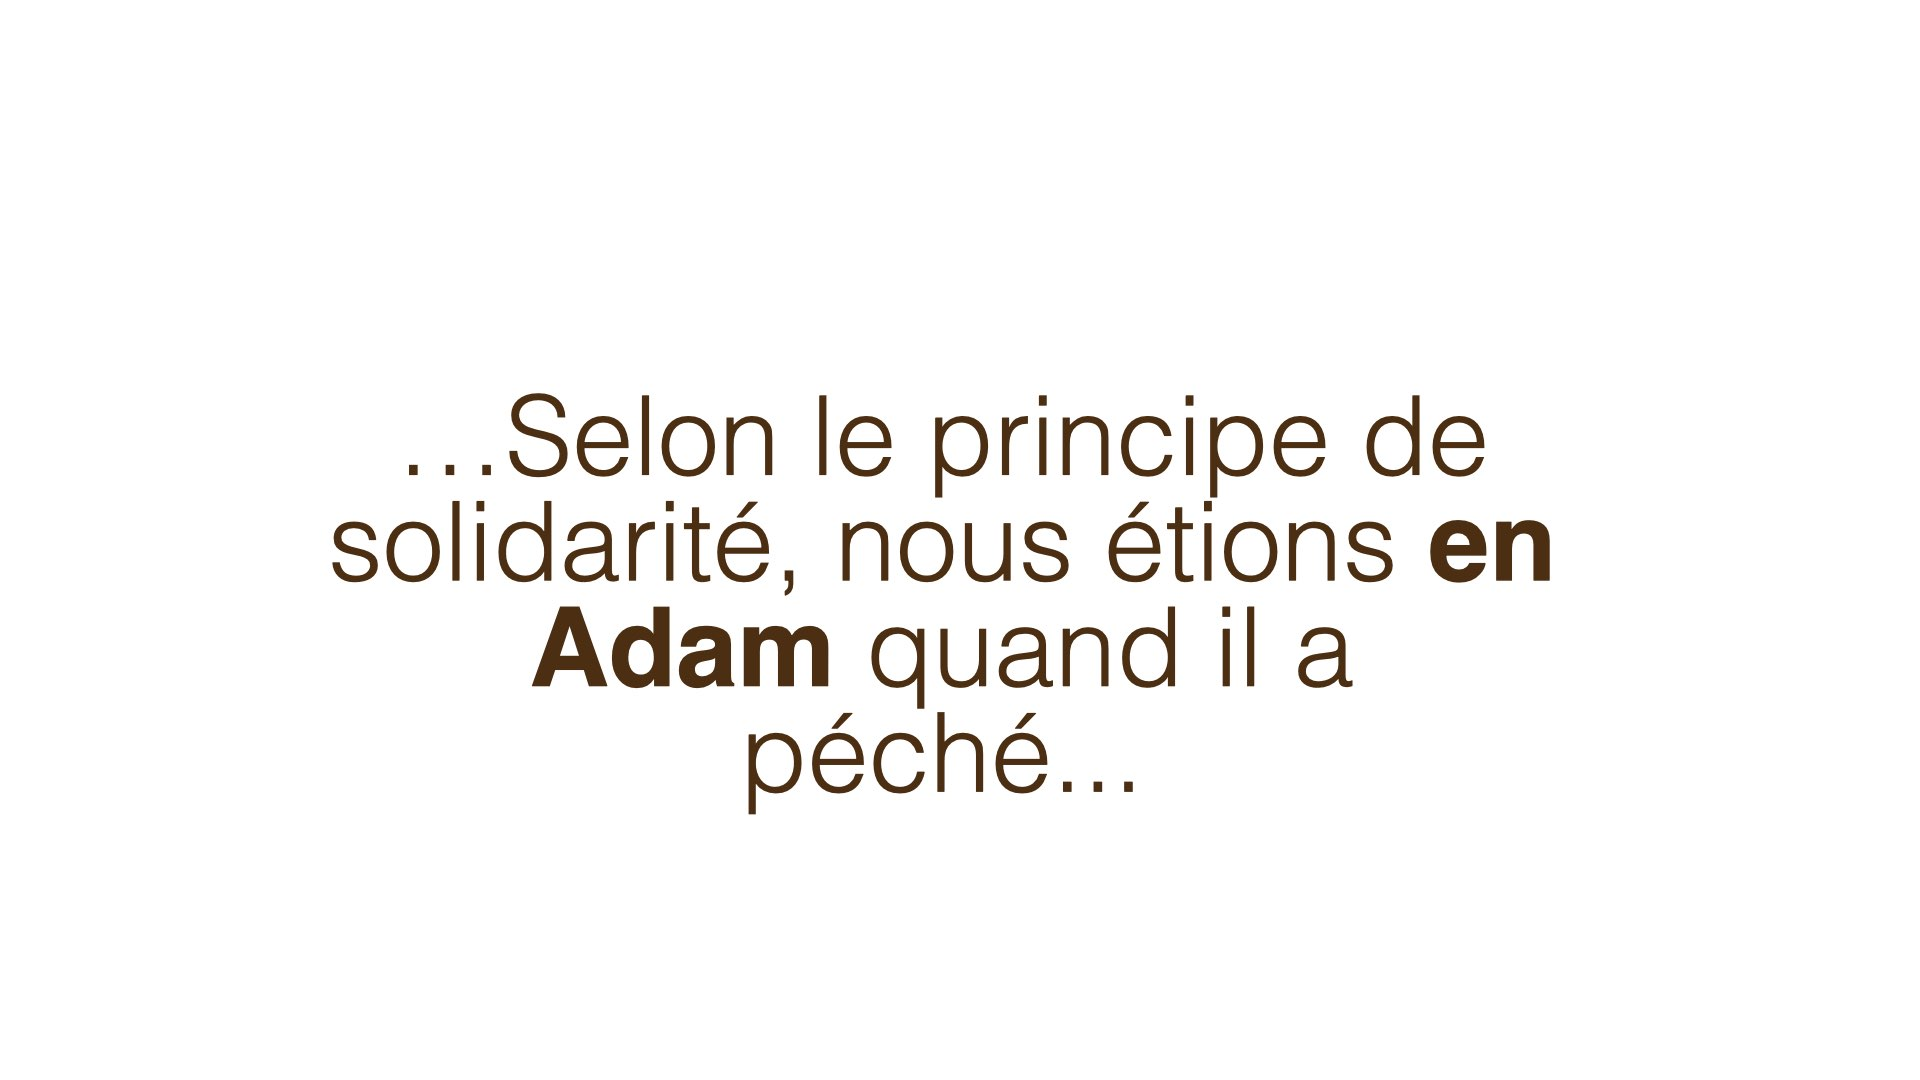 …Selon le principe de
solidarité, nous étions en
Adam quand il a
péché...